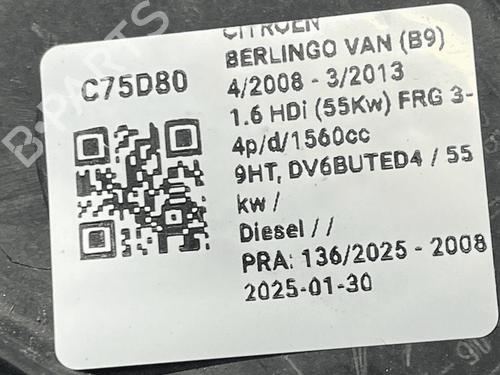 CITROEN
BERLINGO VAN (B9)
4/2008 - 3/2013
1.6 HDi (55Kw) FRG 3-
4p/d/1560cc
9HT, DV6BUTED4 / 55
kw /
Diesel / /
PRA: 136/2025 - 2008
2025-01-30
C75D80
B-PARTS